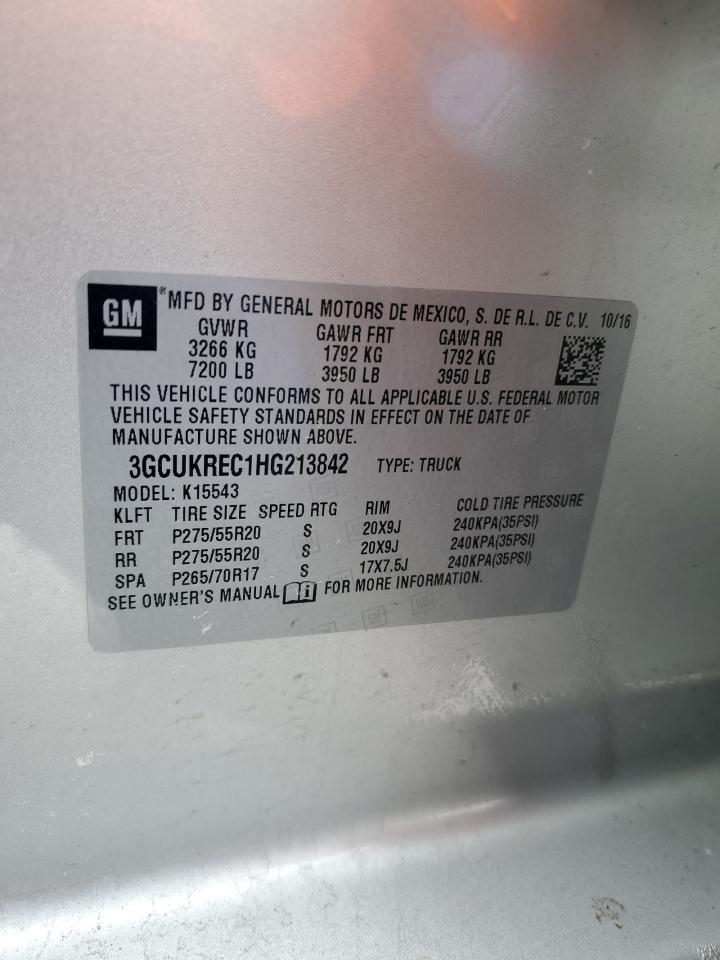 GM ® MFD BY GENERAL MOTORS DE MEXICO, S. DE R.L. DE C.V. 10/16
GVWR GAWR FRT GAWR RR
3266 KG 1792 KG 1792 KG
7200 LB 3950 LB 3950 LB
THIS VEHICLE CONFORMS TO ALL APPLICABLE U.S. FEDERAL MOTOR
VEHICLE SAFETY STANDARDS IN EFFECT ON THE DATE OF
MANUFACTURE SHOWN ABOVE.
3GCUKREC1HG213842 TYPE: TRUCK
MODEL: K15543
KLFT TIRE SIZE SPEED RTG RIM COLD TIRE PRESSURE
FRT P275/55R20 S 20X9J 240KPA(35PSI)
RR P275/55R20 S 20X9J 240KPA(35PSI)
SPA P265/70R17 S 17X7.5J 240KPA(35PSI)
SEE OWNER'S MANUAL i FOR MORE INFORMATION.